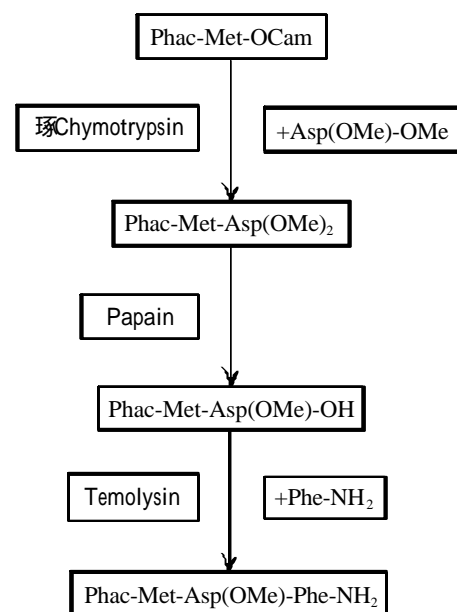 Phac-Met-OCam
琢Chymotrypsin
+Asp(OMe)-OMe
Phac-Met-Asp(OMe)₂
Papain
Phac-Met-Asp(OMe)-OH
Temolysin
+Phe-NH₂
Phac-Met-Asp(OMe)-Phe-NH₂